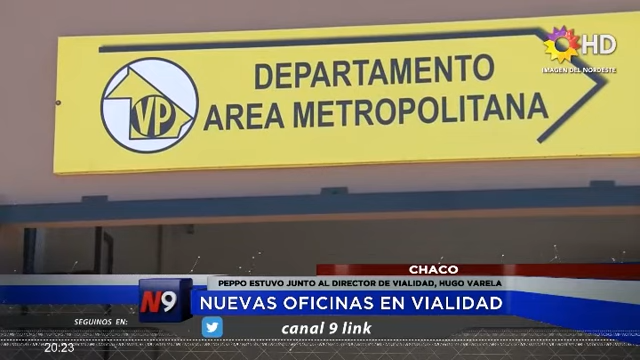 HD
IMAGEN DEL NORDESTE
DEPARTAMENTO
AREA METROPOLITANA
VP
CHACO
PEPPO ESTUVO JUNTO AL DIRECTOR DE VIALIDAD, HUGO VARELA
N9
NUEVAS OFICINAS EN VIALIDAD
SEGUINOS EN:
canal 9 link
20:23